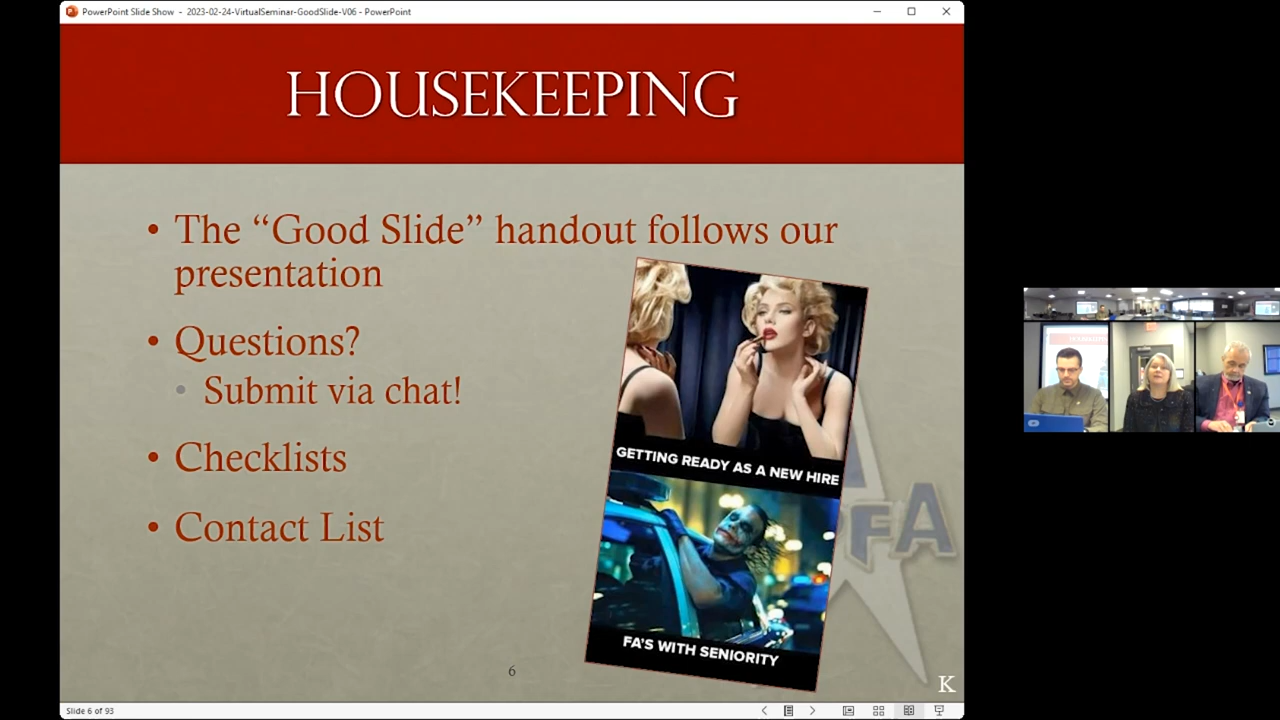 PowerPoint Slide Show - 2023-02-24-VirtualSeminar-GoodSlide-V06 - PowerPoint
HOUSEKEEPING
• The “Good Slide” handout follows our
presentation
• Questions?
• Submit via chat!
• Checklists
• Contact List
GETTING READY AS A NEW HIRE
FA'S WITH SENIORITY
FA
6
K
Slide 6 of 93